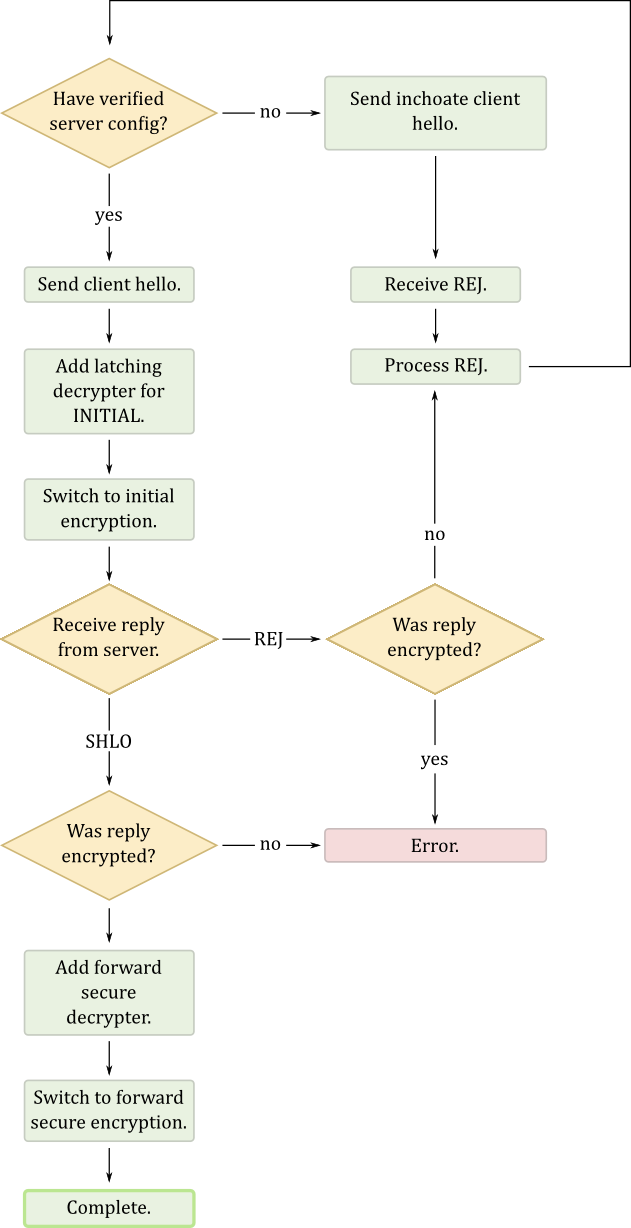 Have verified
server config?
no
Send inchoate client
hello.
yes
Send client hello.
Receive REJ.
Add latching
decrypter for
INITIAL.
Process REJ.
Switch to initial
encryption.
no
Receive reply
from server.
REJ
Was reply
encrypted?
SHLO
yes
Was reply
encrypted?
no
Error.
Add forward
secure
decrypter.
Switch to forward
secure encryption.
Complete.